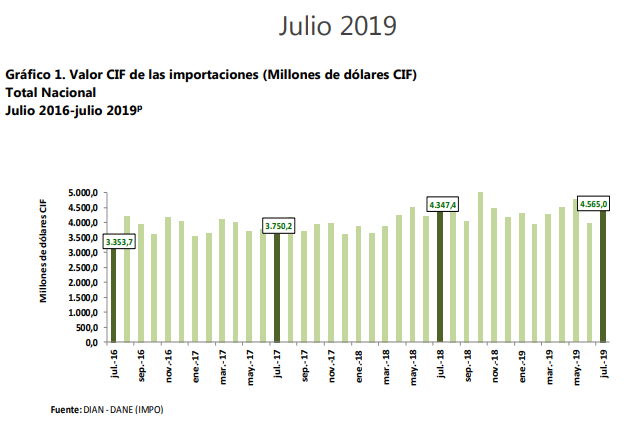 Julio 2019
Gráfico 1. Valor CIF de las importaciones (Millones de dólares CIF)
Total Nacional
Julio 2016-julio 2019ᵖ
Millones de dólares CIF
5.000,0
4.500,0
4.000,0
3.500,0
3.000,0
2.500,0
2.000,0
1.500,0
1.000,0
500,0
0,0
3.353,7
3.750,2
4.347,4
4.565,0
jul.-16
sep.-16
nov.-16
ene.-17
mar.-17
may.-17
jul.-17
sep.-17
nov.-17
ene.-18
mar.-18
may.-18
jul.-18
sep.-18
nov.-18
ene.-19
mar.-19
may.-19
jul.-19
Fuente: DIAN - DANE (IMPO)